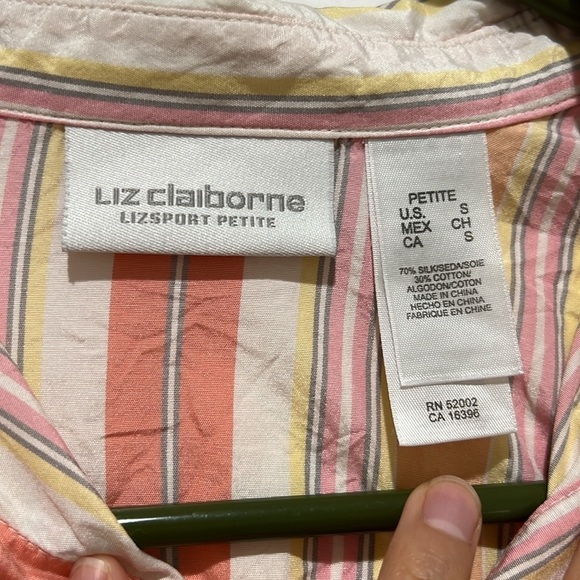 Liz claiborne
LIZSPORT PETITE
PETITE
U.S. S
MEX CH
CA S
70% SILK/SEDA/SOIE
30% COTTON/
ALGODON/COTON
MADE IN CHINA
HECHO EN CHINA
FABRIQUE EN CHINE
RN 52002
CA 16396